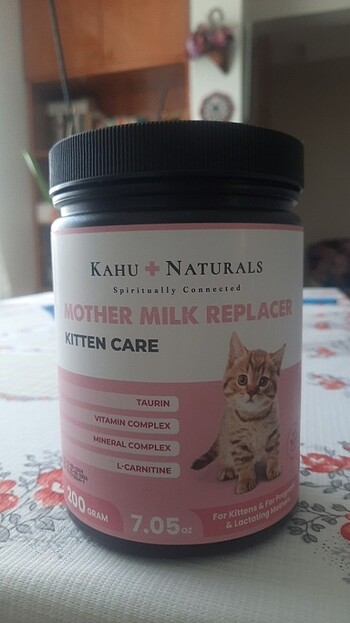 KAHU + NATURALS
Spiritually Connected
MOTHER MILK REPLACER
KITTEN CARE
TAURIN
VITAMIN COMPLEX
MINERAL COMPLEX
L-CARNITINE
200 GRAM
7.05 oz
For Kittens & For
& Lactating